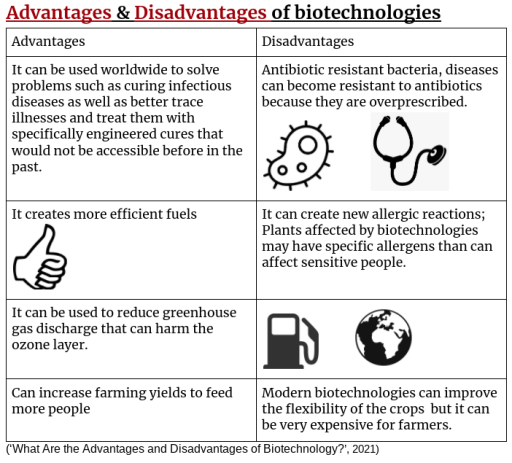 Advantages & Disadvantages of biotechnologies
Advantages
Disadvantages
It can be used worldwide to solve
problems such as curing infectious
diseases as well as better trace
illnesses and treat them with
specifically engineered cures that
would not be accessible before in the
past.
Antibiotic resistant bacteria, diseases
can become resistant to antibiotics
because they are overprescribed.
It creates more efficient fuels
It can create new allergic reactions;
Plants affected by biotechnologies
may have specific allergens than can
affect sensitive people.
It can be used to reduce greenhouse
gas discharge that can harm the
ozone layer.
Can increase farming yields to feed
more people
Modern biotechnologies can improve
the flexibility of the crops but it can
be very expensive for farmers.
('What Are the Advantages and Disadvantages of Biotechnology?', 2021)